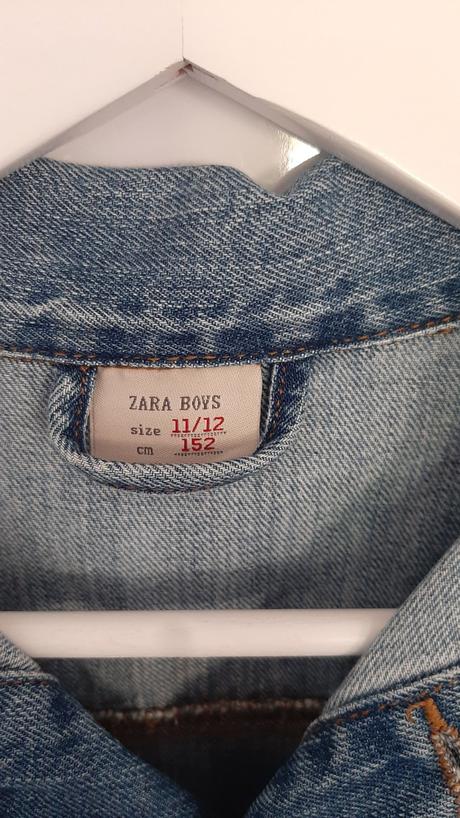 ZARA BOYS
size 11/12
cm 152